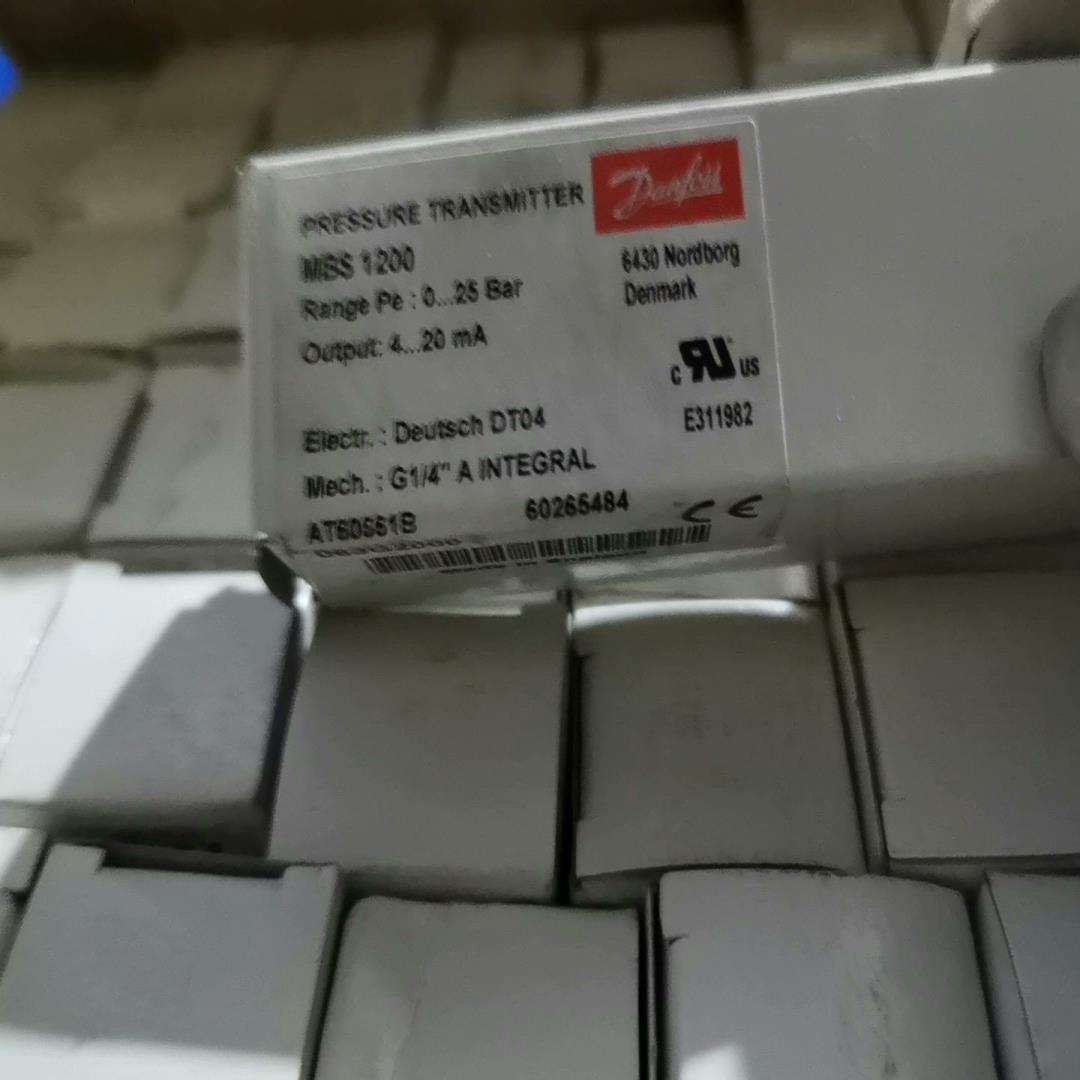 PRESSURE TRANSMITTER
Danfoss
MBS 1200
6430 Nordborg
Range Pe : 0...25 Bar
Denmark
Output: 4...20 mA
c RU US
Electr. : Deutsch DT04
E311982
Mech. : G1/4" A INTEGRAL
60265484
CE